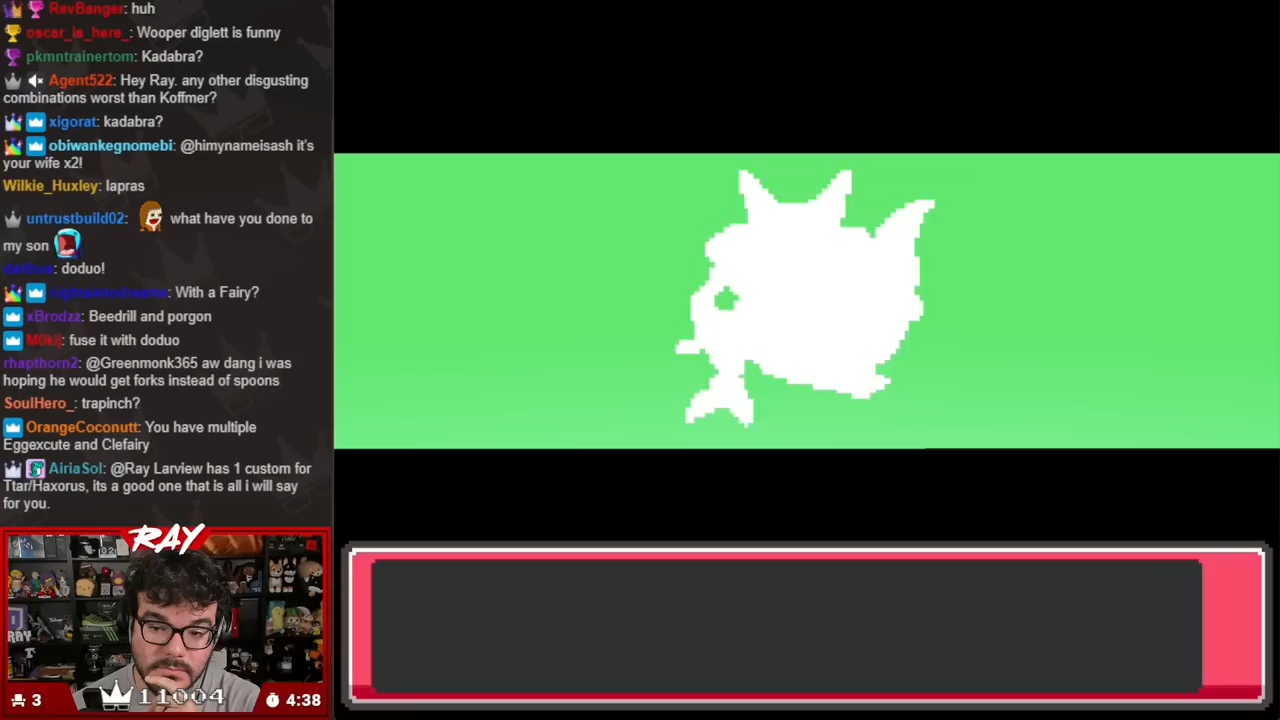 RevBanger: huh
oscar_is_here_: Wooper diglett is funny
pkmntrainertom: Kadabra?
Agent522: Hey Ray. any other disgusting
combinations worst than Koffmer?
xigorat: kadabra?
obiwankegnomebi: @himynameisash it's
your wife x2!
Wilkie_Huxley: lapras
untrustbuild02: what have you done to
my son
: doduo!
: With a Fairy?
xBrodzz: Beedrill and porgon
: fuse it with doduo
rhapthorn2: @Greenmonk365 aw dang i was
hoping he would get forks instead of spoons
SoulHero_: trapinch?
OrangeCoconutt: You have multiple
Eggexcute and Clefairy
AiriaSol: @Ray Larview has 1 custom for
Ttar/Haxorus, its a good one that is all i will say
for you.
RAY
3
11004
4:38